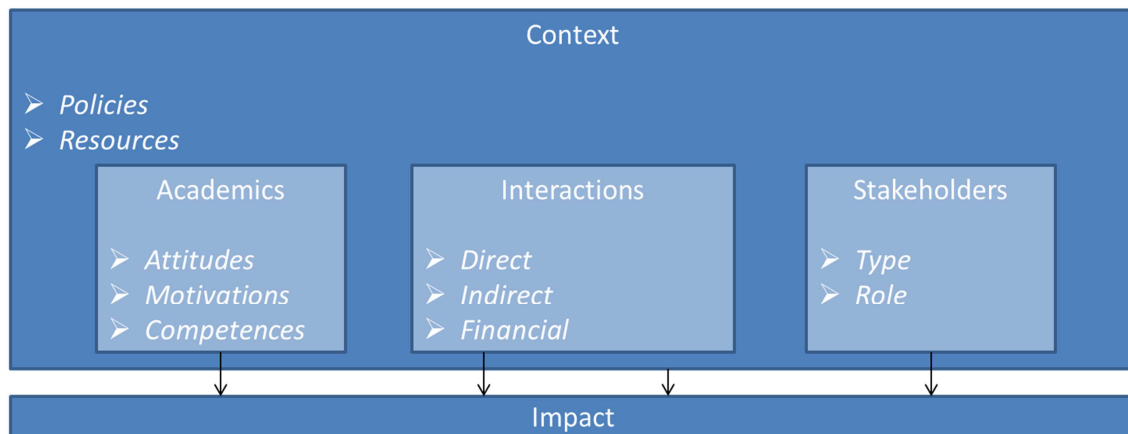 Context
Policies
Resources
Academics
Attitudes
Motivations
Competences
Interactions
Direct
Indirect
Financial
Stakeholders
Type
Role
Impact